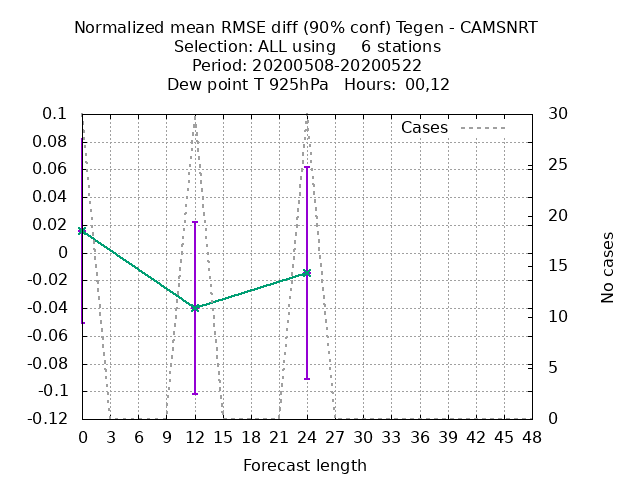 Normalized mean RMSE diff (90% conf) Tegen - CAMSNRT
Selection: ALL using     6 stations
Period: 20200508-20200522
Dew point T 925hPa   Hours:  00,12
Cases
0.1
0.08
0.06
0.04
0.02
0
-0.02
-0.04
-0.06
-0.08
-0.1
-0.12
30
25
20
15
10
5
0
No cases
0 3 6 9 12 15 18 21 24 27 30 33 36 39 42 45 48
Forecast length